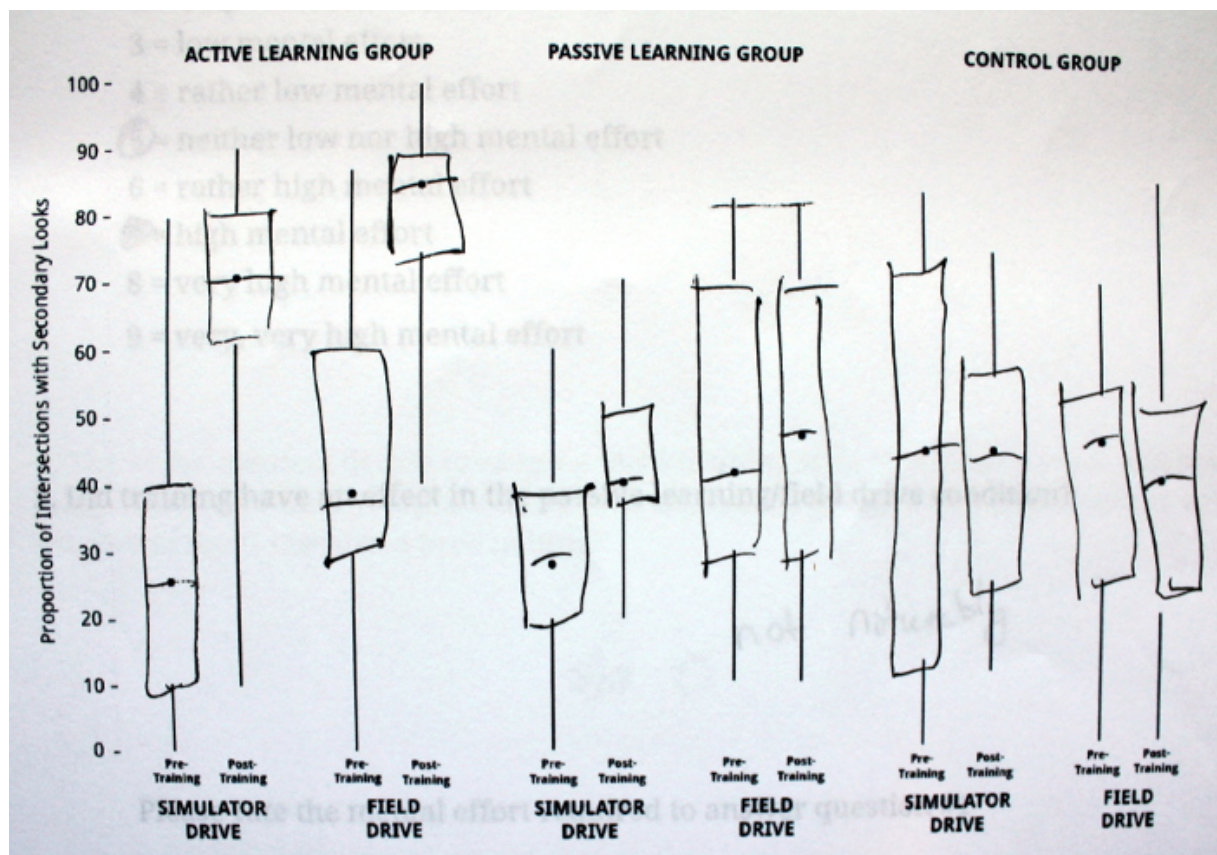 3 = low mental effort
ACTIVE LEARNING GROUP
PASSIVE LEARNING GROUP
CONTROL GROUP
4 = rather low mental effort
5 = neither low nor high mental effort
6 = rather high mental effort
7 = high mental effort
8 = very high mental effort
9 = very, very high mental effort
Proportion of Intersections with Secondary Looks
100 -
90 -
80 -
70 -
60 -
50 -
40 -
30 -
20 -
10 -
0 -
Did training have an effect in the passive learning/field drive condition?
not noticeably
Pre-Training
Post-Training
Pre-Training
Post-Training
Pre-Training
Post-Training
Pre-Training
Post-Training
Pre-Training
Post-Training
Pre-Training
Post-Training
SIMULATOR DRIVE
FIELD DRIVE
SIMULATOR DRIVE
FIELD DRIVE
SIMULATOR DRIVE
FIELD DRIVE
Please rate the mental effort required to answer question